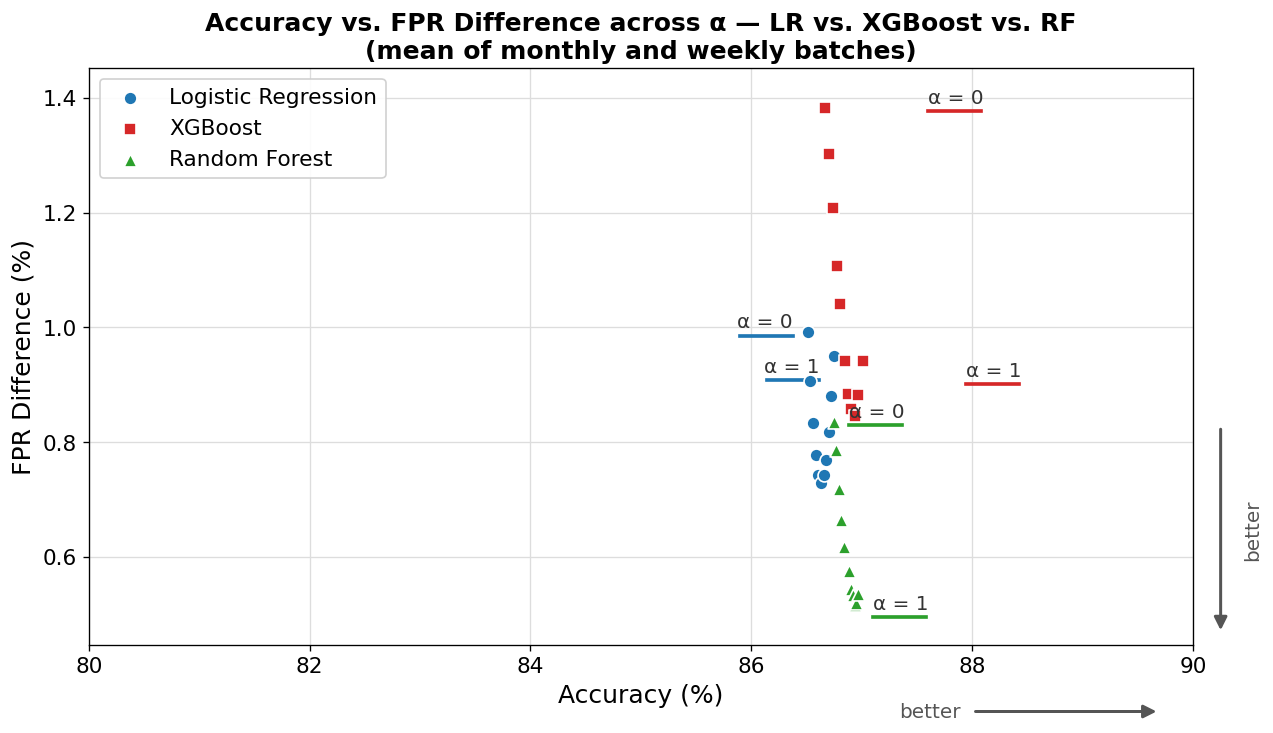 Accuracy vs. FPR Difference across α — LR vs. XGBoost vs. RF
(mean of monthly and weekly batches)
Logistic Regression
XGBoost
Random Forest
α = 0
α = 0
α = 1
α = 1
α = 0
α = 1
1.4
1.2
1.0
0.8
0.6
FPR Difference (%)
better
80
82
84
86
88
90
Accuracy (%)
better